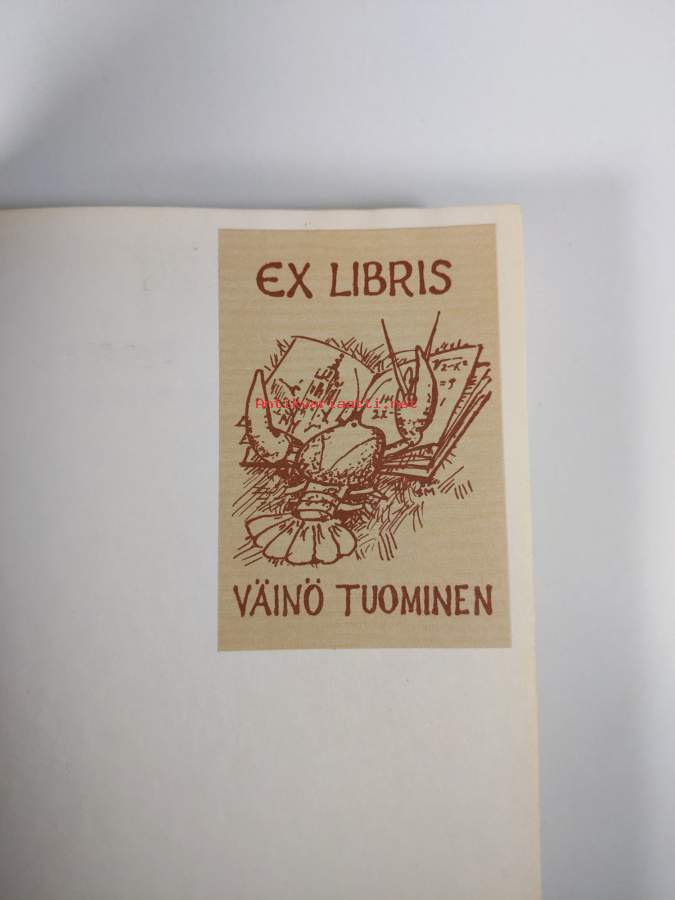 EX LIBRIS
Antikvariaatti.net
VÄINÖ TUOMINEN